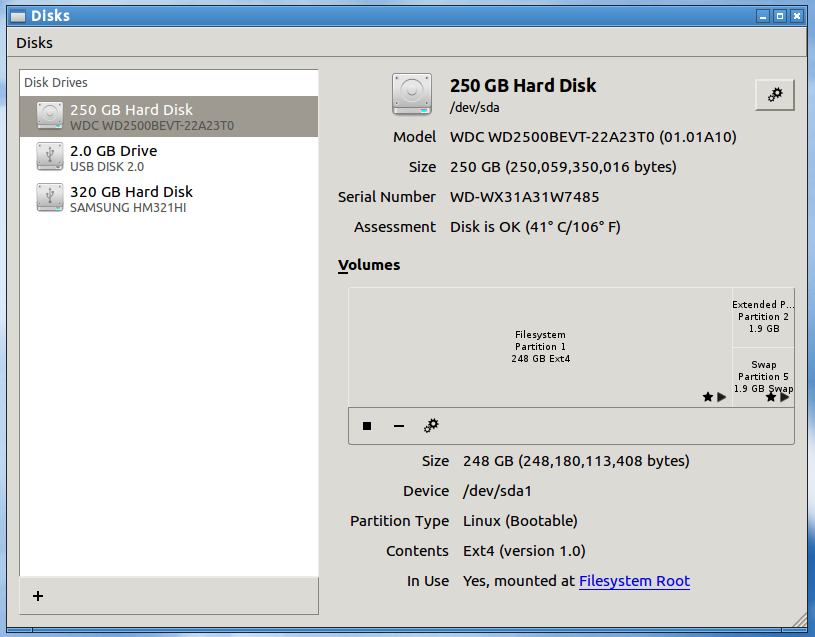 Disks
Disks
Disk Drives
250 GB Hard Disk
WDC WD2500BEVT-22A23T0
2.0 GB Drive
USB DISK 2.0
320 GB Hard Disk
SAMSUNG HM321HI
250 GB Hard Disk
/dev/sda
Model WDC WD2500BEVT-22A23T0 (01.01A10)
Size 250 GB (250,059,350,016 bytes)
Serial Number WD-WX31A31W7485
Assessment Disk is OK (41° C/106° F)
Volumes
Filesystem
Partition 1
248 GB Ext4
Extended P...
Partition 2
1.9 GB
Swap
Partition 5
1.9 GB Swap
Size 248 GB (248,180,113,408 bytes)
Device /dev/sda1
Partition Type Linux (Bootable)
Contents Ext4 (version 1.0)
In Use Yes, mounted at Filesystem Root